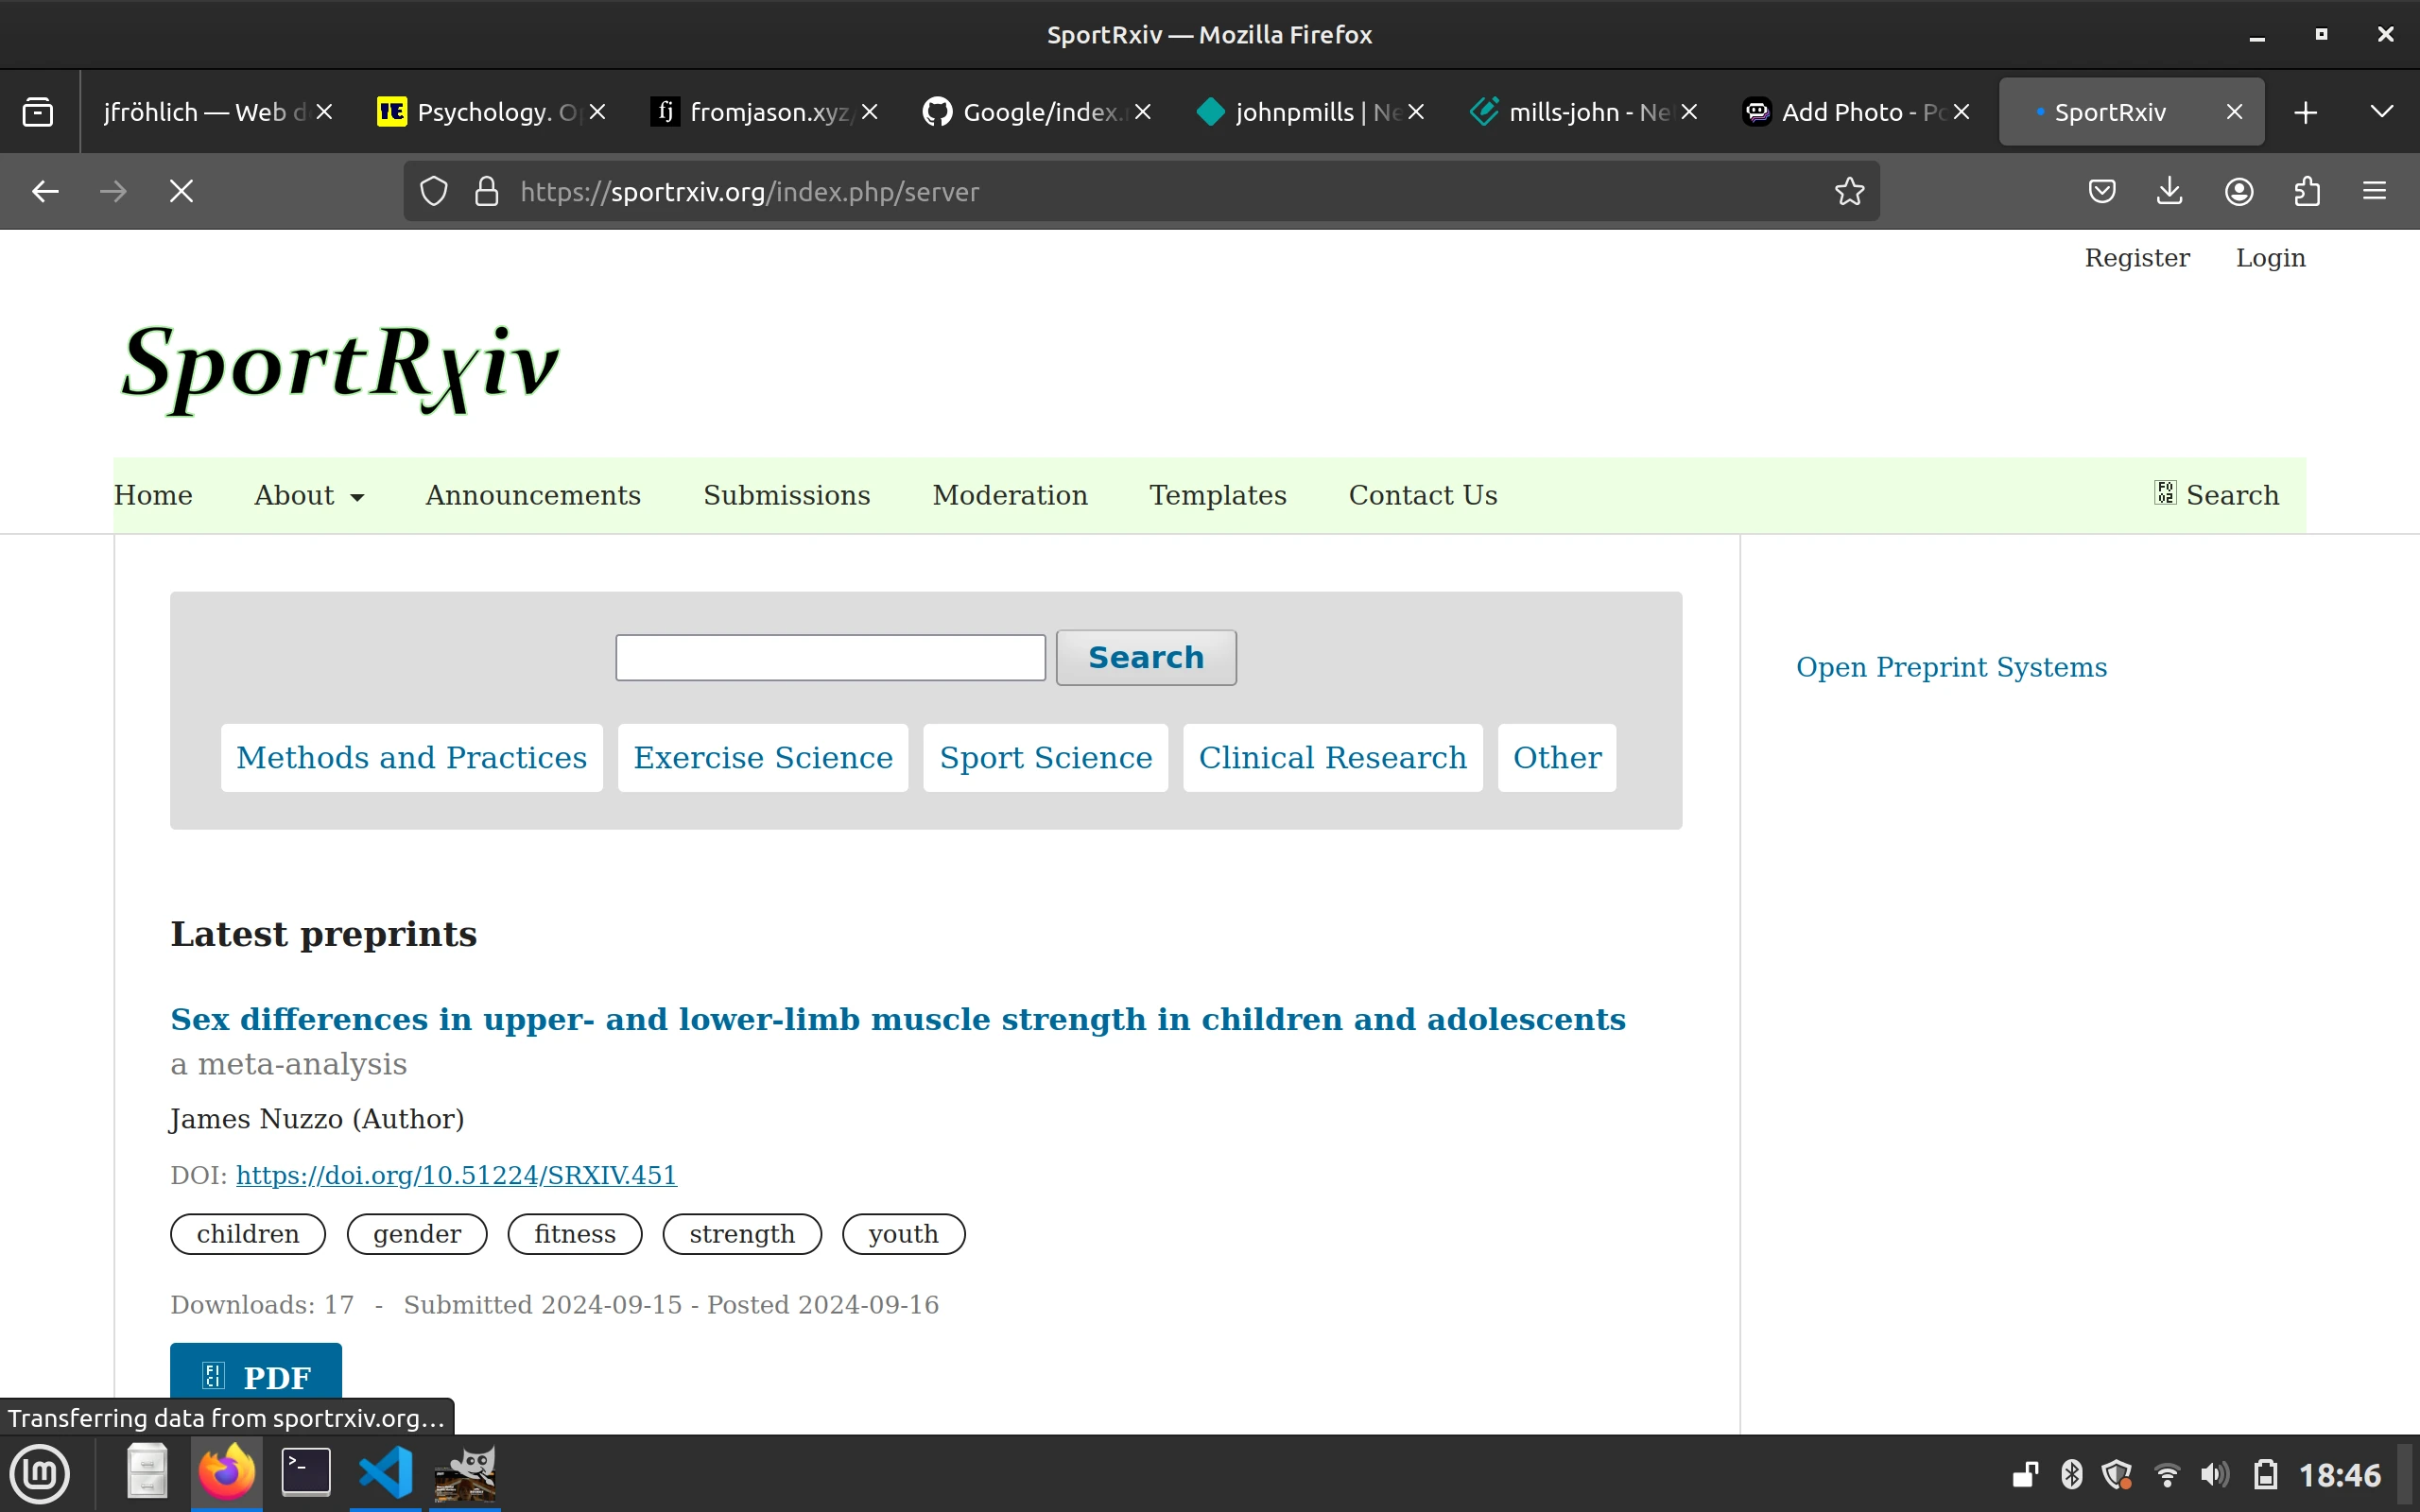 SportRxiv — Mozilla Firefox
jfröhlich — Web d
Psychology. Op
fromjason.xyz/
Google/index.
johnpmills | Ne
mills-john - Ne
Add Photo - Po
SportRxiv
https://sportrxiv.org/index.php/server
Register Login
SportRχiv
Home About Announcements Submissions Moderation Templates Contact Us Search
Search
Methods and Practices Exercise Science Sport Science Clinical Research Other
Open Preprint Systems
Latest preprints
Sex differences in upper- and lower-limb muscle strength in children and adolescents
a meta-analysis
James Nuzzo (Author)
DOI: https://doi.org/10.51224/SRXIV.451
children gender fitness strength youth
Downloads: 17 - Submitted 2024-09-15 - Posted 2024-09-16
PDF
Transferring data from sportrxiv.org…
18:46